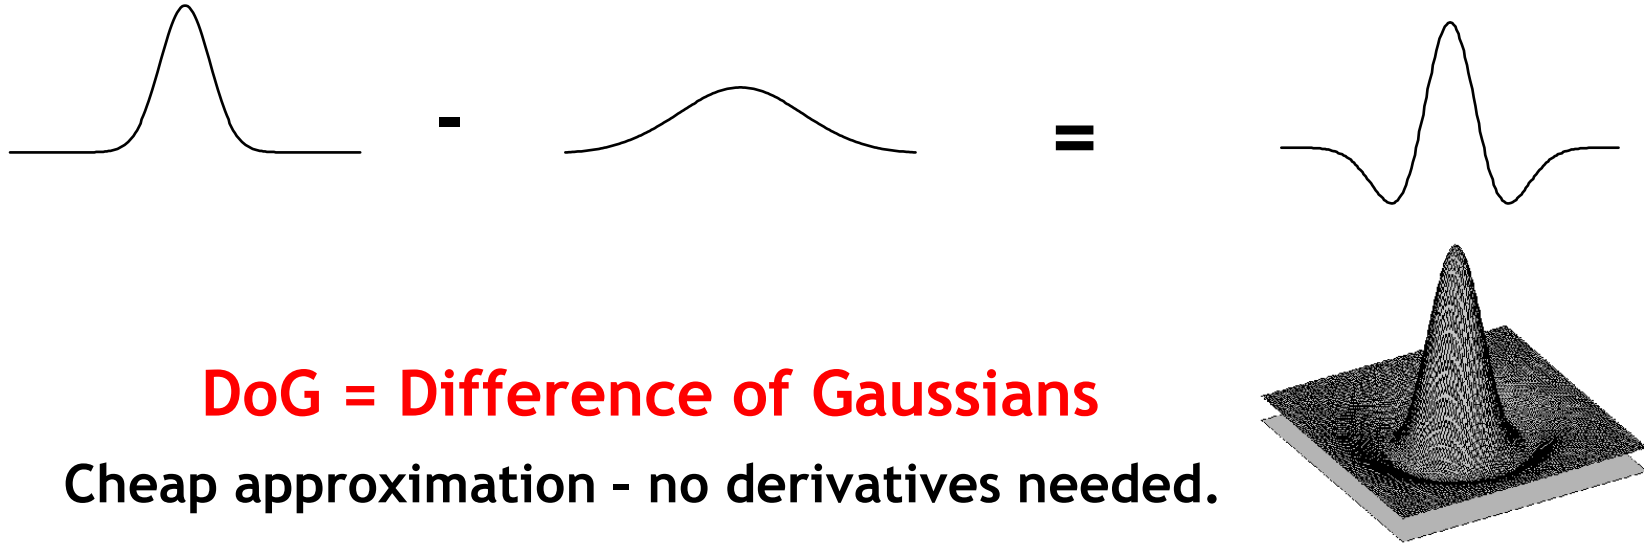 - =
DoG = Difference of Gaussians
Cheap approximation – no derivatives needed.